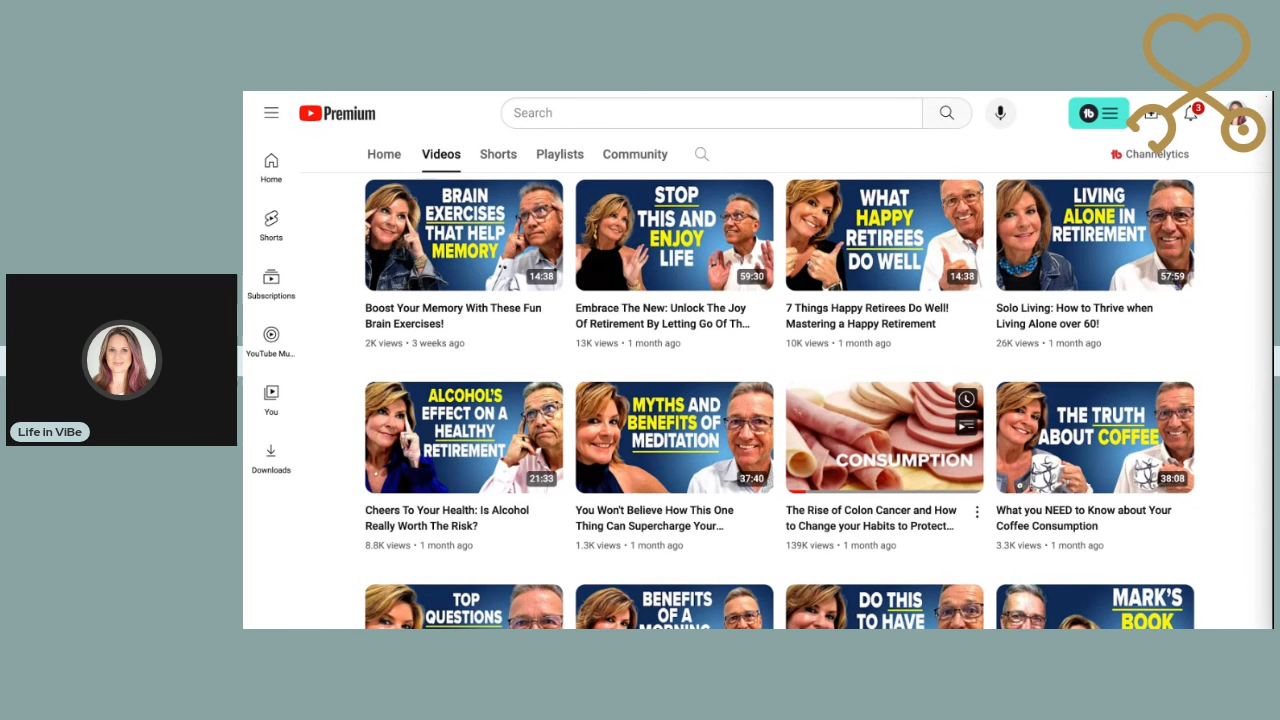 Premium
Search
3
Home
Videos
Shorts
Playlists
Community
Channelytics
Home
Shorts
Subscriptions
YouTube Mu...
You
Downloads
Life in ViBe
BRAIN
EXERCISES
THAT HELP
MEMORY
14:38
Boost Your Memory With These Fun
Brain Exercises!
2K views • 3 weeks ago
STOP
THIS AND
ENJOY
LIFE
59:30
Embrace The New: Unlock The Joy
Of Retirement By Letting Go Of Th...
13K views • 1 month ago
WHAT
HAPPY
RETIREES
DO WELL
14:38
7 Things Happy Retirees Do Well!
Mastering a Happy Retirement
10K views • 1 month ago
LIVING
ALONE IN
RETIREMENT
57:59
Solo Living: How to Thrive when
Living Alone over 60!
26K views • 1 month ago
ALCOHOL'S
EFFECT ON A
HEALTHY
RETIREMENT
21:33
Cheers To Your Health: Is Alcohol
Really Worth The Risk?
8.8K views • 1 month ago
MYTHS AND
BENEFITS OF
MEDITATION
37:40
You Won't Believe How This One
Thing Can Supercharge Your...
1.3K views • 1 month ago
CONSUMPTION
The Rise of Colon Cancer and How
to Change your Habits to Protect...
139K views • 1 month ago
THE TRUTH
ABOUT COFFEE
38:08
What you NEED to Know about Your
Coffee Consumption
3.3K views • 1 month ago
TOP
QUESTIONS
BENEFITS
OF A
MORNING
DO THIS
TO HAVE
MARK'S
BOOK